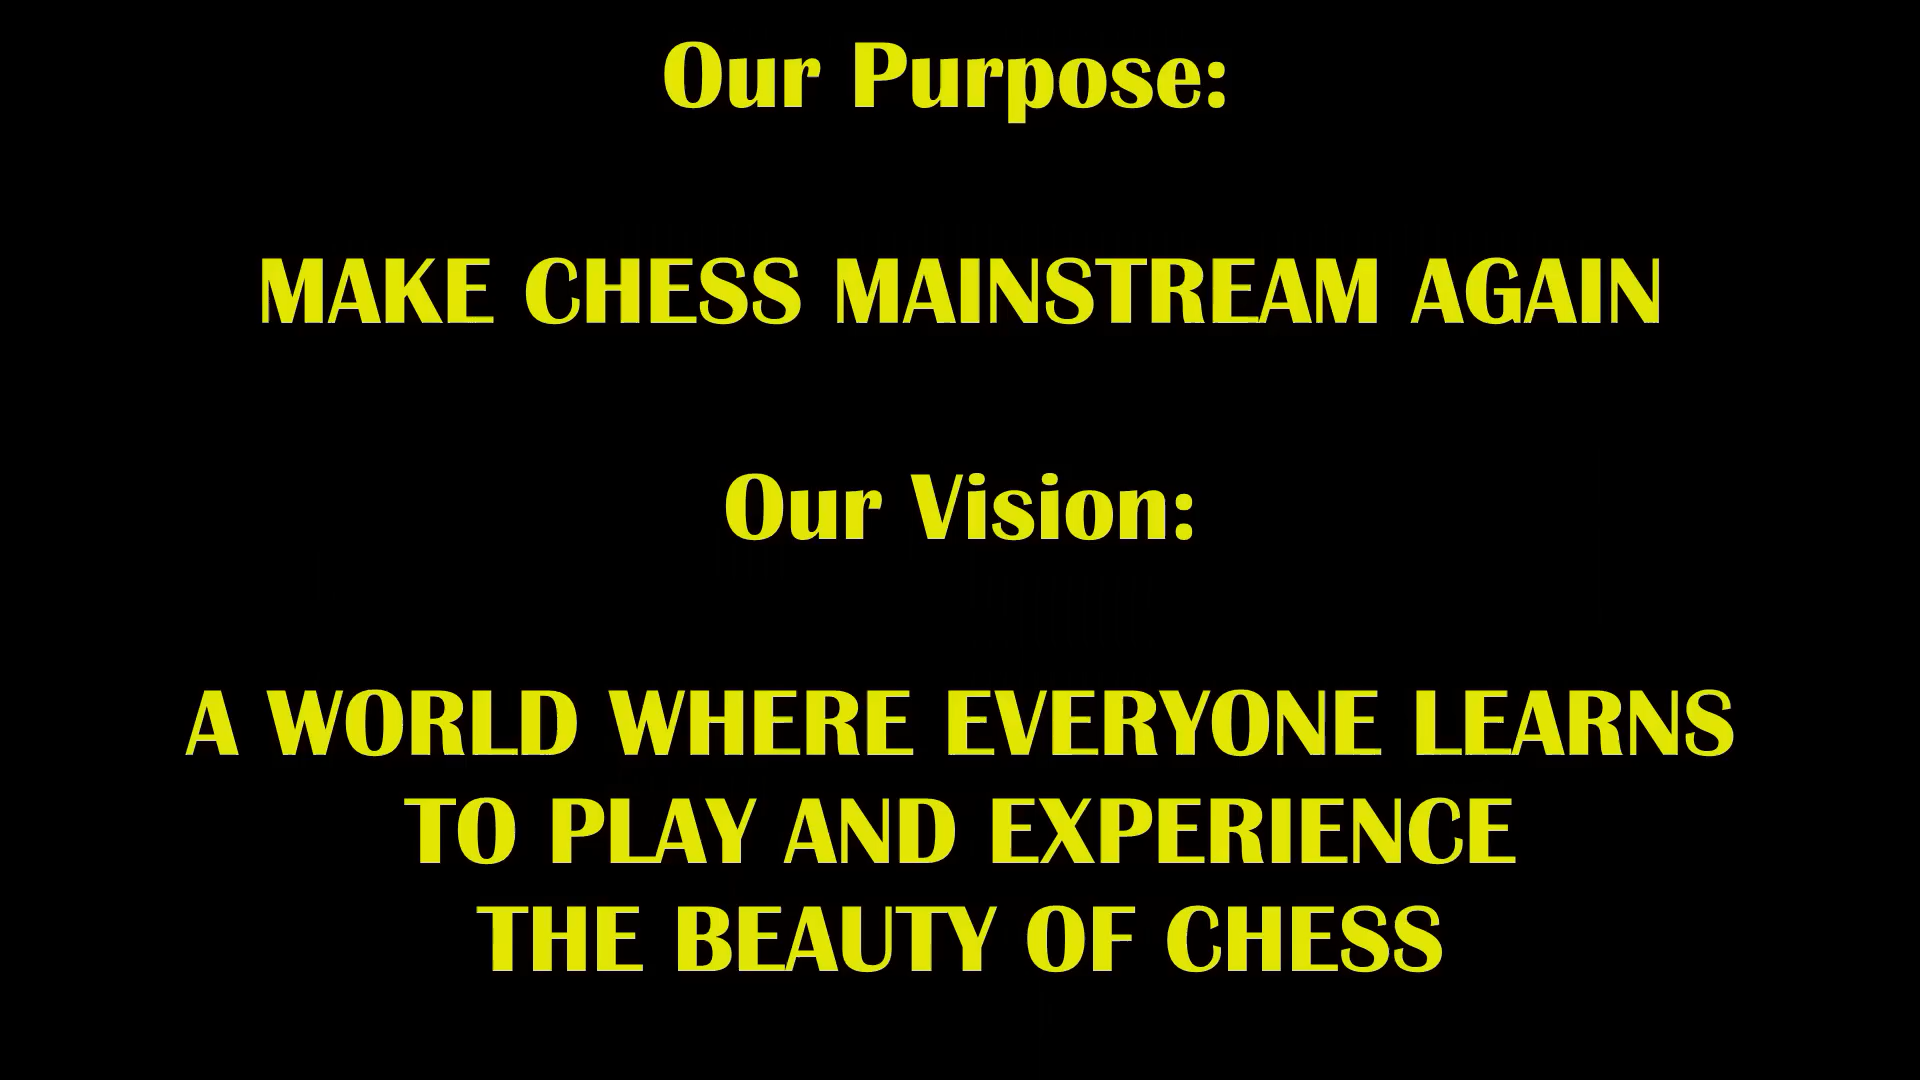 Our Purpose:
MAKE CHESS MAINSTREAM AGAIN
Our Vision:
A WORLD WHERE EVERYONE LEARNS
TO PLAY AND EXPERIENCE
THE BEAUTY OF CHESS